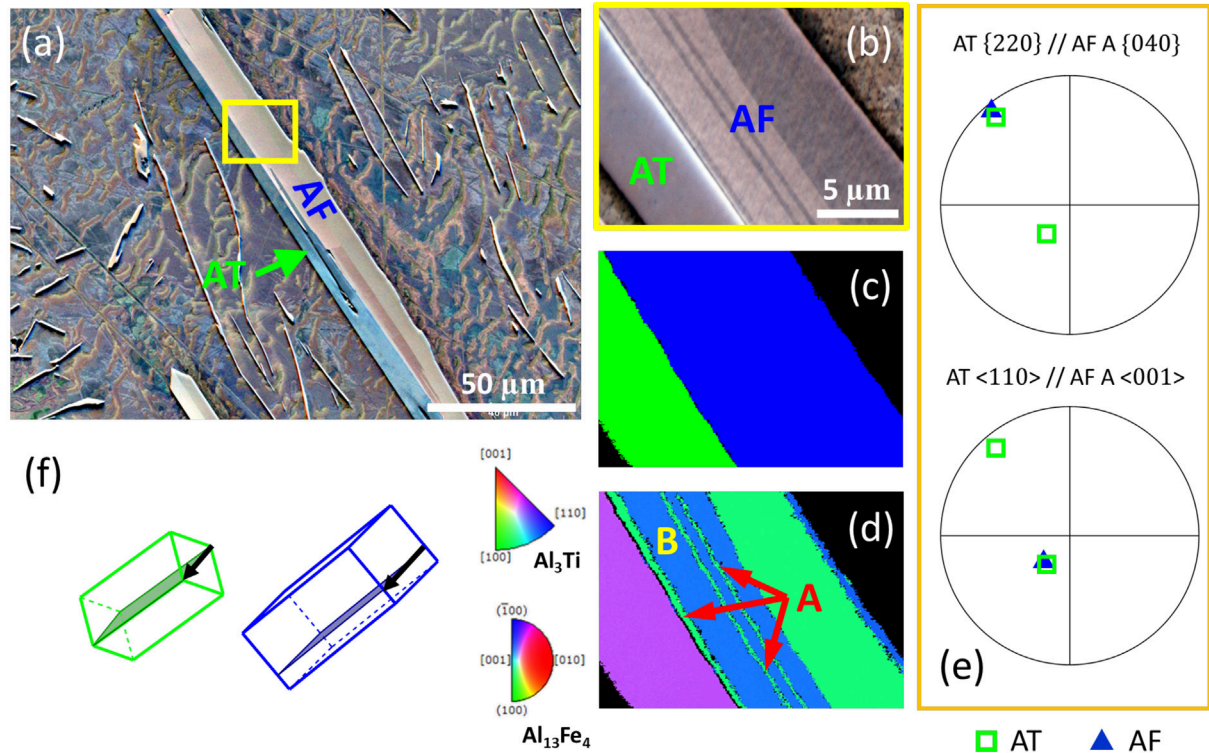 (a)
AF
AT
50 μm
(b)
AF
AT
5 μm
(c)
(d)
B
A
(e)
AT {220} // AF A {040}
AT <110> // AF A <001>
AT
AF
(f)
[001]
[110]
[100]
Al₃Ti
(1̅00)
[001]
[010]
(100)
Al₁₃Fe₄